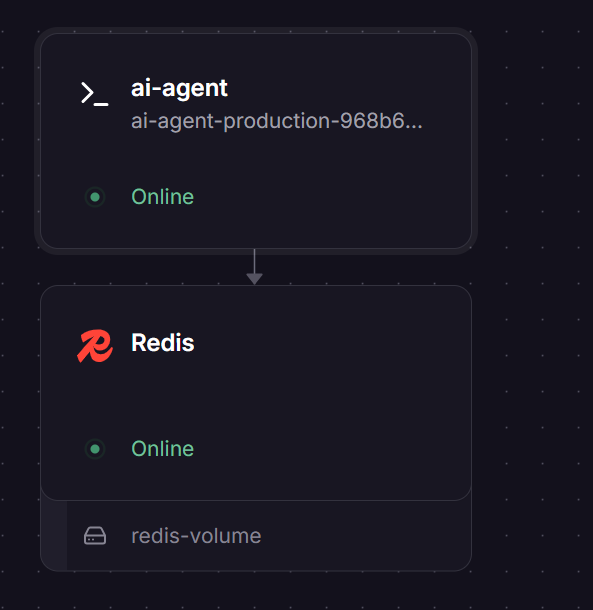 ai-agent
ai-agent-production-968b6...
Online
Redis
Online
redis-volume